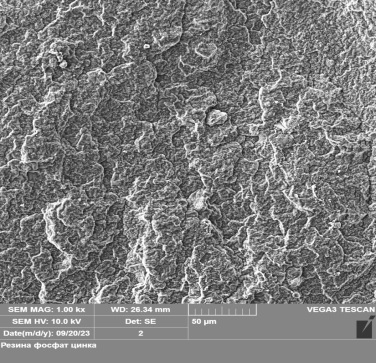 SEM MAG: 1.00 kx WD: 26.34 mm VEGA3 TESCAN
SEM HV: 10.0 kV Det: SE 50 µm
Date(m/d/y): 09/20/23 2
Резина фосфат цинка